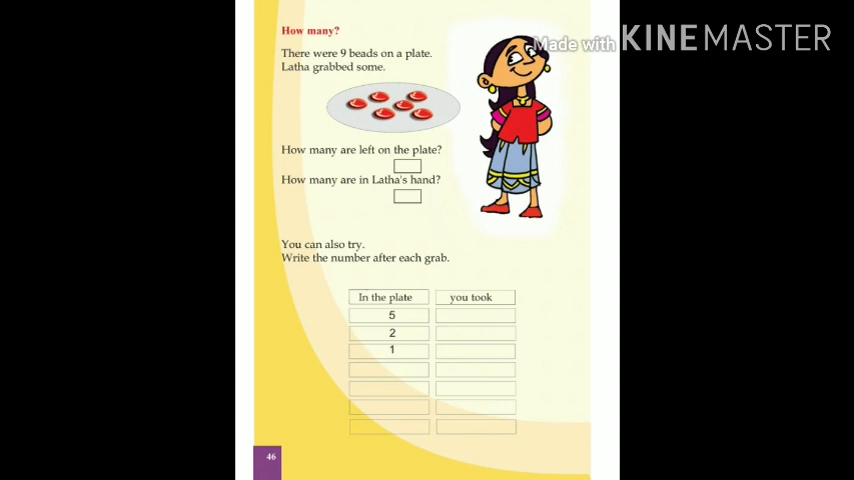 How many?
Made with KINEMASTER
There were 9 beads on a plate.
Latha grabbed some.
How many are left on the plate?
How many are in Latha's hand?
You can also try.
Write the number after each grab.
In the plate you took
5
2
1
46